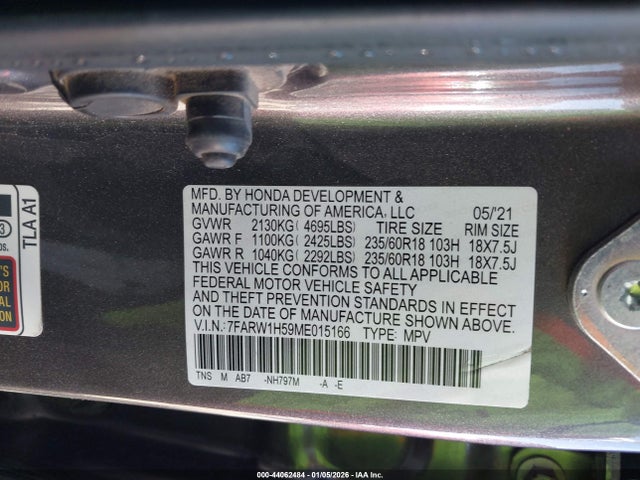 MFD. BY HONDA DEVELOPMENT &
MANUFACTURING OF AMERICA, LLC 05/'21
GVWR 2130KG ( 4695LBS) TIRE SIZE RIM SIZE
GAWR F 1100KG ( 2425LBS) 235/60R18 103H 18X7.5J
GAWR R 1040KG ( 2292LBS) 235/60R18 103H 18X7.5J
THIS VEHICLE CONFORMS TO ALL APPLICABLE
FEDERAL MOTOR VEHICLE SAFETY
AND THEFT PREVENTION STANDARDS IN EFFECT
ON THE DATE OF MANUFACTURE SHOWN ABOVE.
V.I.N.:7FARW1H59ME015166 TYPE: MPV
TNS M AB7 -NH797M -A -E
TLA A1
000-44062484 - 01/05/2026 - IAA Inc.